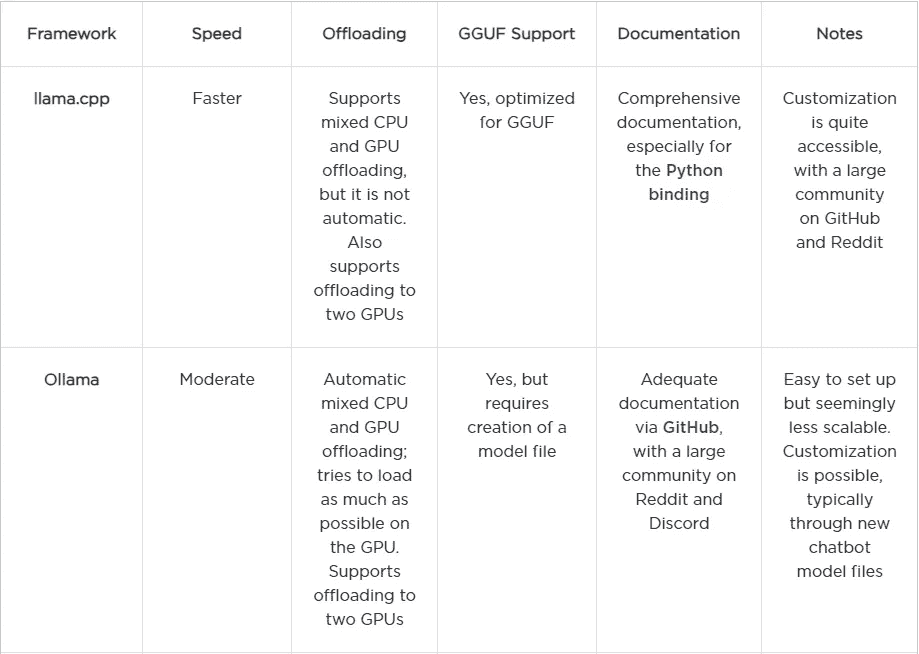 Framework
Speed
Offloading
GGUF Support
Documentation
Notes
llama.cpp
Faster
Supports
mixed CPU
and GPU
offloading,
but it is not
automatic.
Also
supports
offloading to
two GPUs
Yes, optimized
for GGUF
Comprehensive
documentation,
especially for
the Python
binding
Customization
is quite
accessible,
with a large
community
on GitHub
and Reddit
Ollama
Moderate
Automatic
mixed CPU
and GPU
offloading;
tries to load
as much as
possible on
the GPU.
Supports
offloading to
two GPUs
Yes, but
requires
creation of a
model file
Adequate
documentation
via GitHub,
with a large
community on
Reddit and
Discord
Easy to set up
but seemingly
less scalable.
Customization
is possible,
typically
through new
chatbot
model files